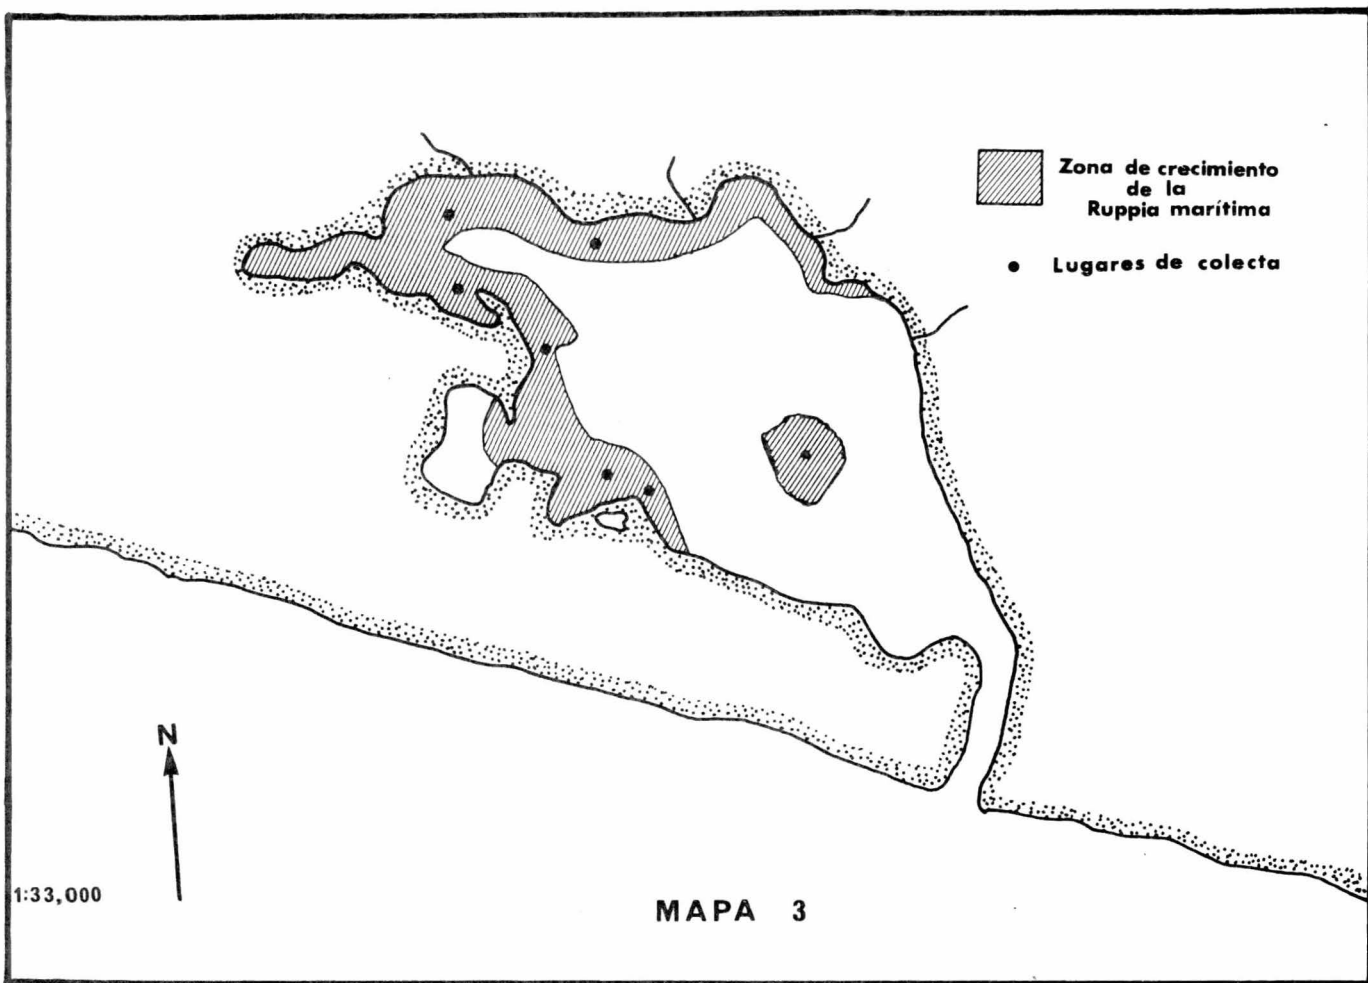 Zona de crecimiento
de la
Ruppia marítima
Lugares de colecta
N
1:33,000
MAPA 3